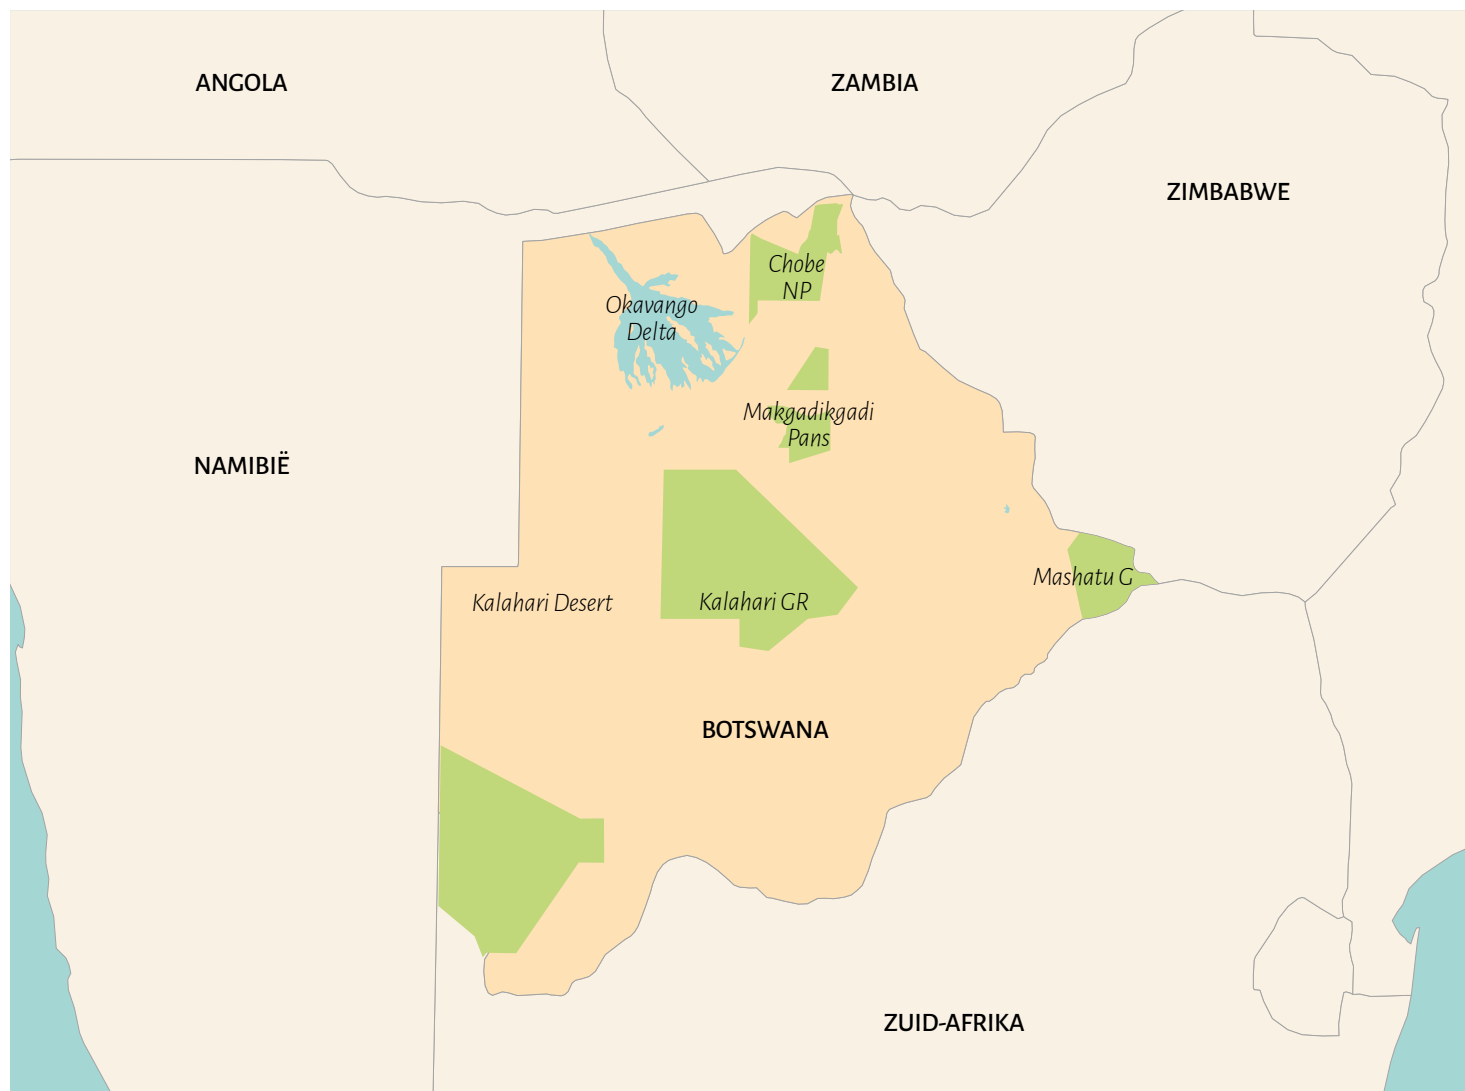 ANGOLA
ZAMBIA
ZIMBABWE
Chobe
NP
Okavango
Delta
Makgadikgadi
Pans
NAMIBIË
Mashatu G
Kalahari Desert
Kalahari GR
BOTSWANA
ZUID-AFRIKA